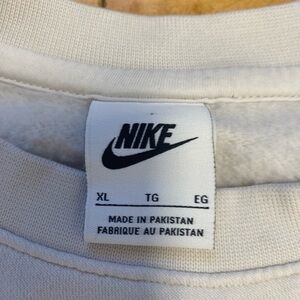 NIKE
XL TG EG
MADE IN PAKISTAN
FABRIQUE AU PAKISTAN